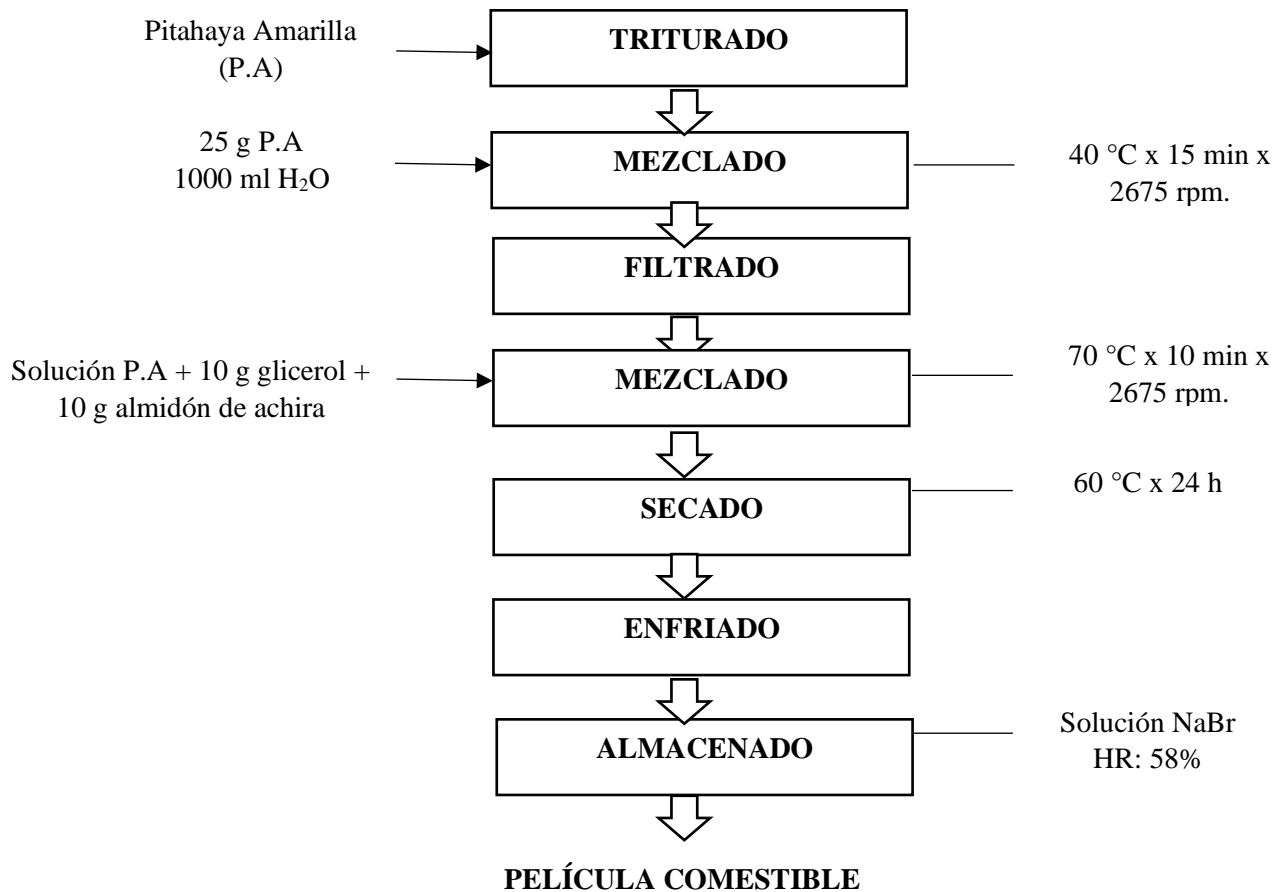 Pitahaya Amarilla
(P.A)
TRITURADO
25 g P.A
1000 ml H₂O
MEZCLADO
40 °C x 15 min x
2675 rpm.
FILTRADO
Solución P.A + 10 g glicerol +
10 g almidón de achira
MEZCLADO
70 °C x 10 min x
2675 rpm.
SECADO
60 °C x 24 h
ENFRIADO
ALMACENADO
Solución NaBr
HR: 58%
PELÍCULA COMESTIBLE